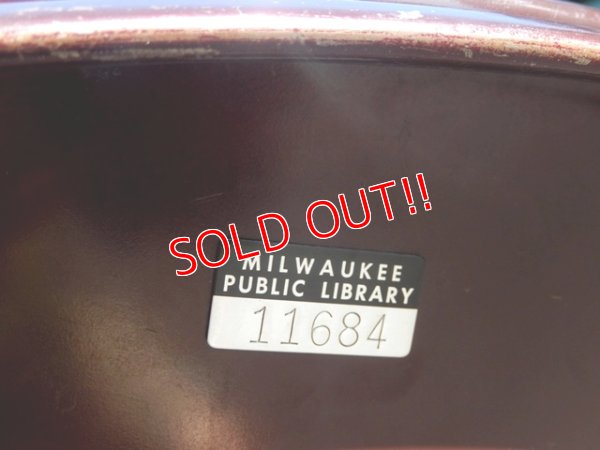 SOLD OUT!!
MILWAUKEE
PUBLIC LIBRARY
11684